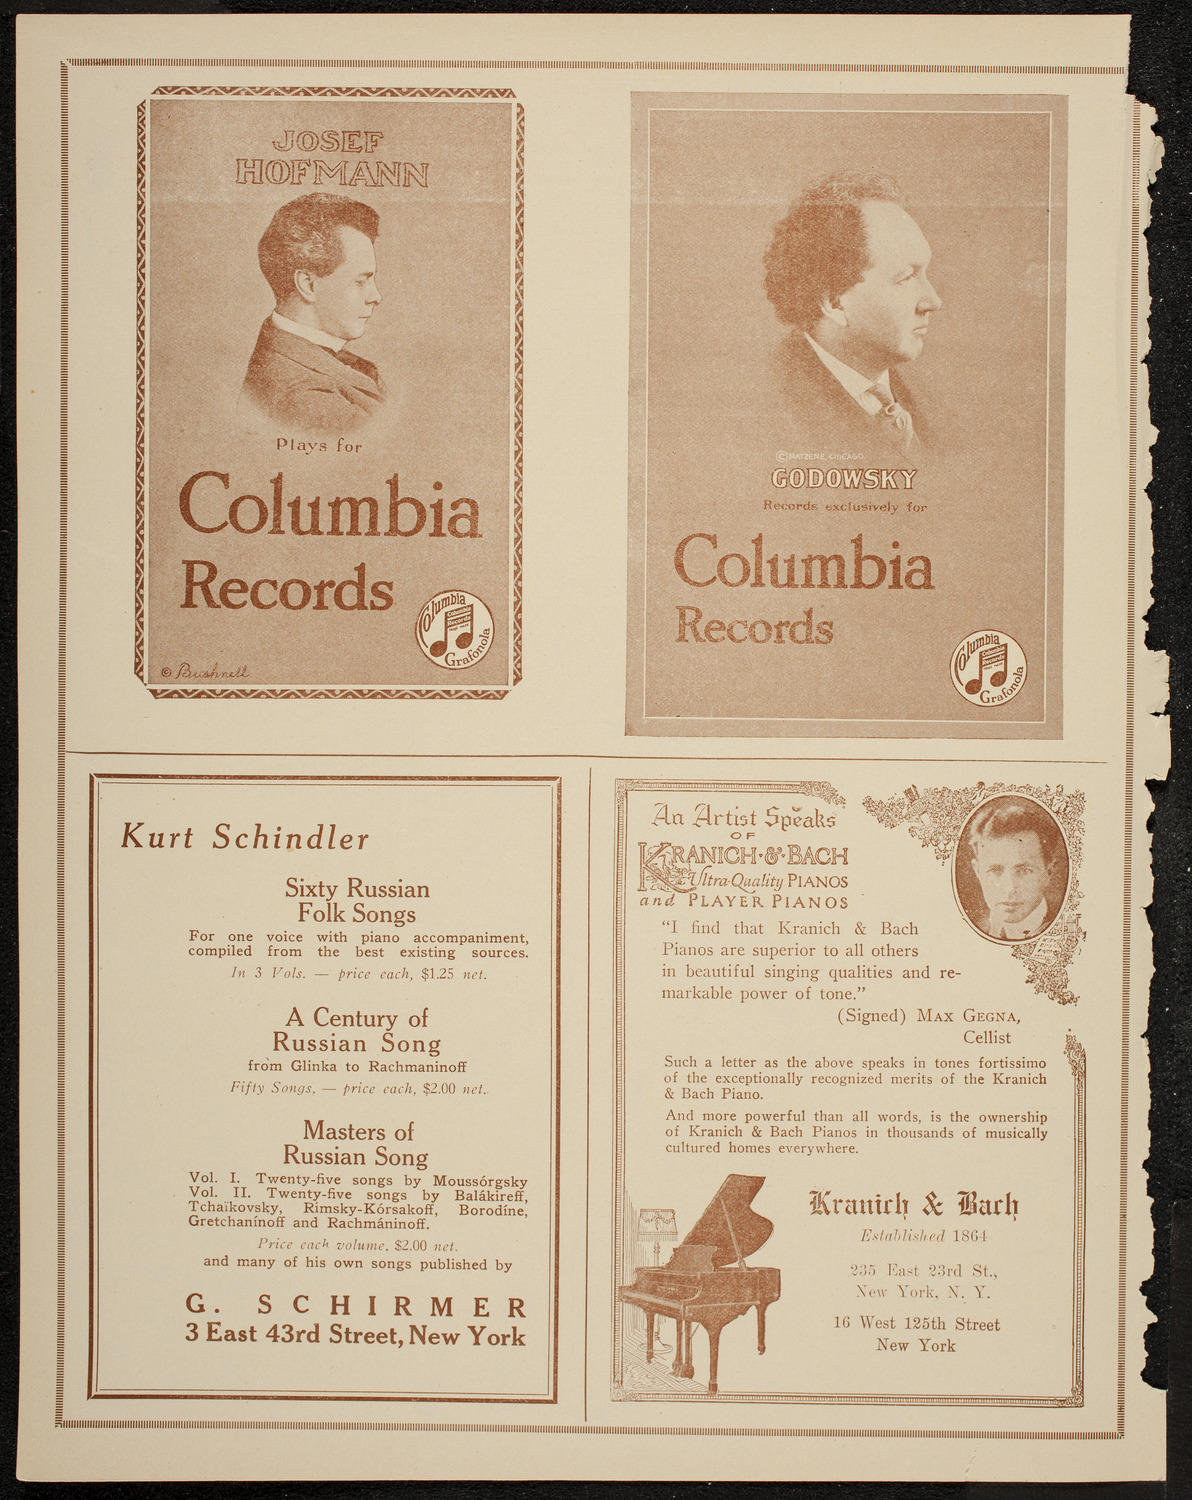 JOSEF
HOFMANN
Plays for
Columbia
Records
Columbia
Columbia
Records
Grafonola
© Bushnell
© MATZENE, CHICAGO
GODOWSKY
Records exclusively for
Columbia
Records
Columbia
Columbia
Records
Grafonola
Kurt Schindler
Sixty Russian
Folk Songs
For one voice with piano accompaniment,
compiled from the best existing sources.
In 3 Vols. — price each, $1.25 net.
A Century of
Russian Song
from Glinka to Rachmaninoff
Fifty Songs, — price each, $2.00 net.
Masters of
Russian Song
Vol. I. Twenty-five songs by Moussórgsky
Vol. II. Twenty-five songs by Balákireff,
Tchaïkovsky, Rimsky-Kórsakoff, Borodíne,
Gretchanínoff and Rachmáninoff.
Price each volume, $2.00 net.
and many of his own songs published by
G. SCHIRMER
3 East 43rd Street, New York
An Artist Speaks
OF
KRANICH·&·BACH
Ultra-Quality PIANOS
and PLAYER PIANOS
“I find that Kranich & Bach
Pianos are superior to all others
in beautiful singing qualities and re-
markable power of tone.”
(Signed) MAX GEGNA,
Cellist
Such a letter as the above speaks in tones fortissimo
of the exceptionally recognized merits of the Kranich
& Bach Piano.
And more powerful than all words, is the ownership
of Kranich & Bach Pianos in thousands of musically
cultured homes everywhere.
Kranich & Bach
Established 1864
235 East 23rd St.,
New York, N. Y.
16 West 125th Street
New York